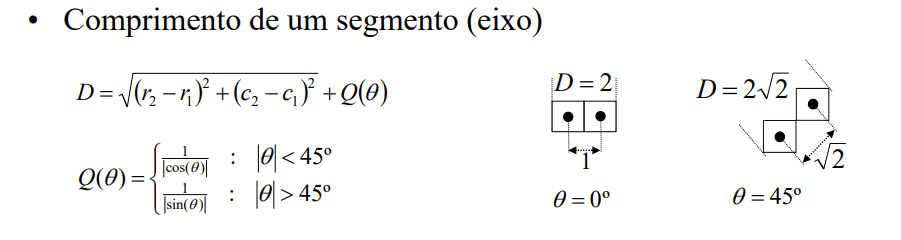 • Comprimento de um segmento (eixo)
D = √((r₂ − r₁)² + (c₂ − c₁)²) + Q(θ)
Q(θ) = { 1/|cos(θ)| : |θ| < 45º
1/|sin(θ)| : |θ| > 45º
D = 2
1
θ = 0º
D = 2√2
√2
θ = 45º